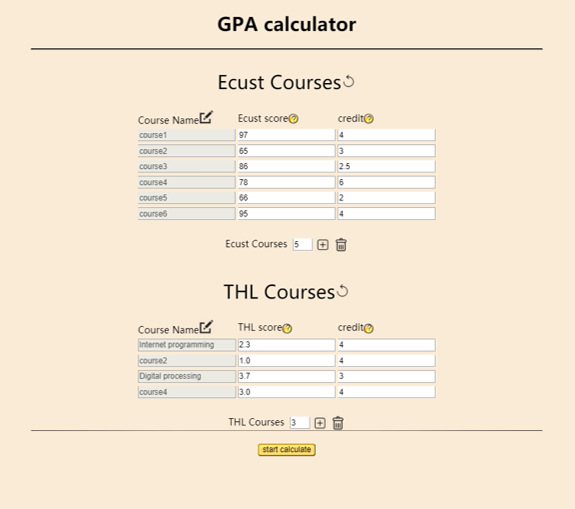 GPA calculator
Ecust Courses
Course Name Ecust score? credit?
course1 97 4
course2 65 3
course3 86 2.5
course4 78 6
course5 66 2
course6 95 4
Ecust Courses 5
THL Courses
Course Name THL score? credit?
Internet programming 2.3 4
course2 1.0 4
Digital processing 3.7 3
course4 3.0 4
THL Courses 3
start calculate